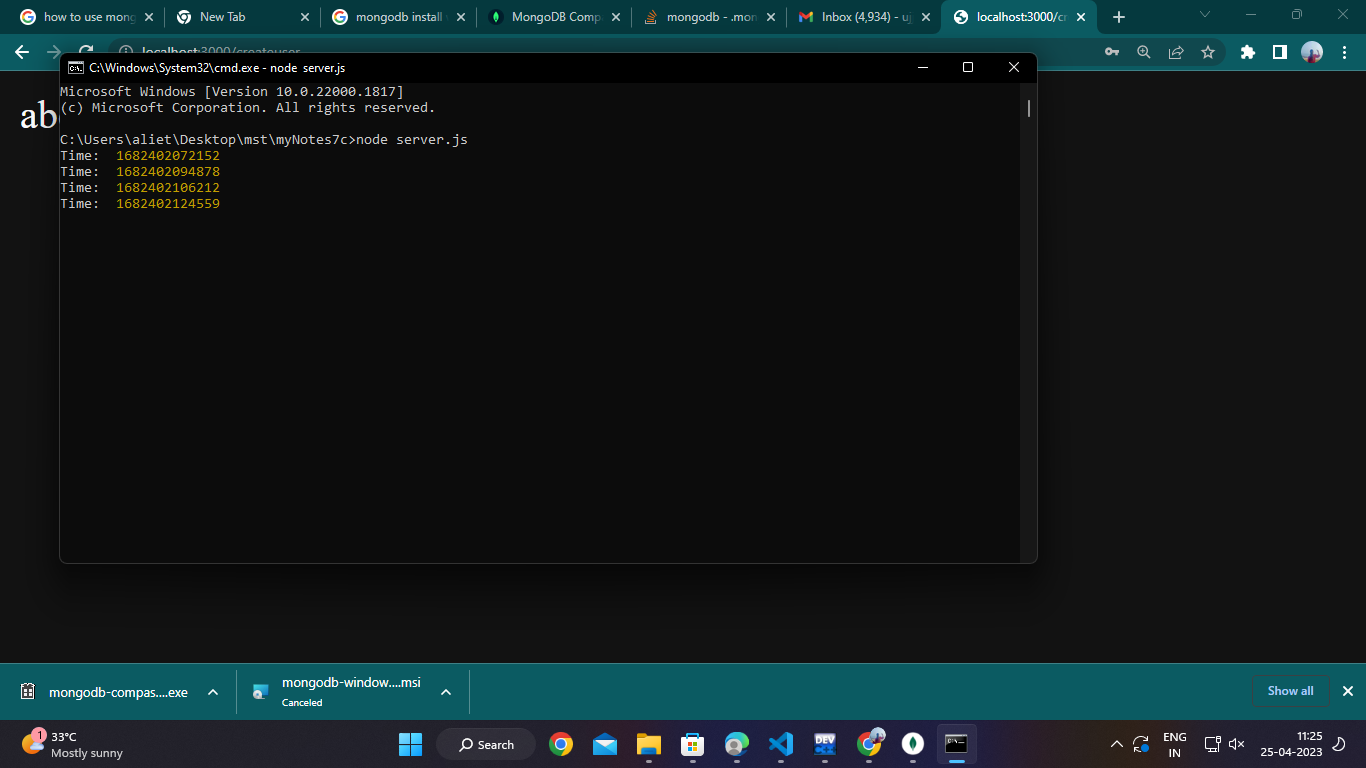 how to use mong
New Tab
mongodb install
MongoDB Comp
mongodb - .mon
Inbox (4,934) - uj
localhost:3000/cr
localhost:3000/createuser
C:\Windows\System32\cmd.exe - node server.js
Microsoft Windows [Version 10.0.22000.1817]
(c) Microsoft Corporation. All rights reserved.
ab
C:\Users\aliet\Desktop\mst\myNotes7c>node server.js
Time: 1682402072152
Time: 1682402094878
Time: 1682402106212
Time: 1682402124559
mongodb-compas....exe
mongodb-window....msi
Canceled
Show all
1
33°C
Mostly sunny
Search
DEV
ENG
IN
11:25
25-04-2023